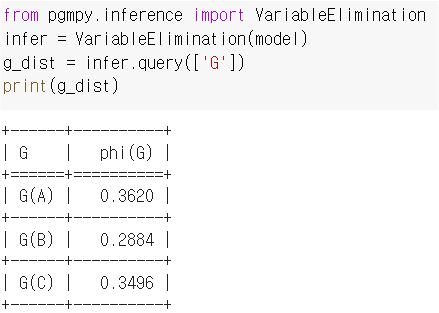 from pgmpy.inference import VariableElimination
infer = VariableElimination(model)
g_dist = infer.query(['G'])
print(g_dist)
+------+----------+
| G    |   phi(G) |
+======+==========+
| G(A) |   0.3620 |
+------+----------+
| G(B) |   0.2884 |
+------+----------+
| G(C) |   0.3496 |
+------+----------+